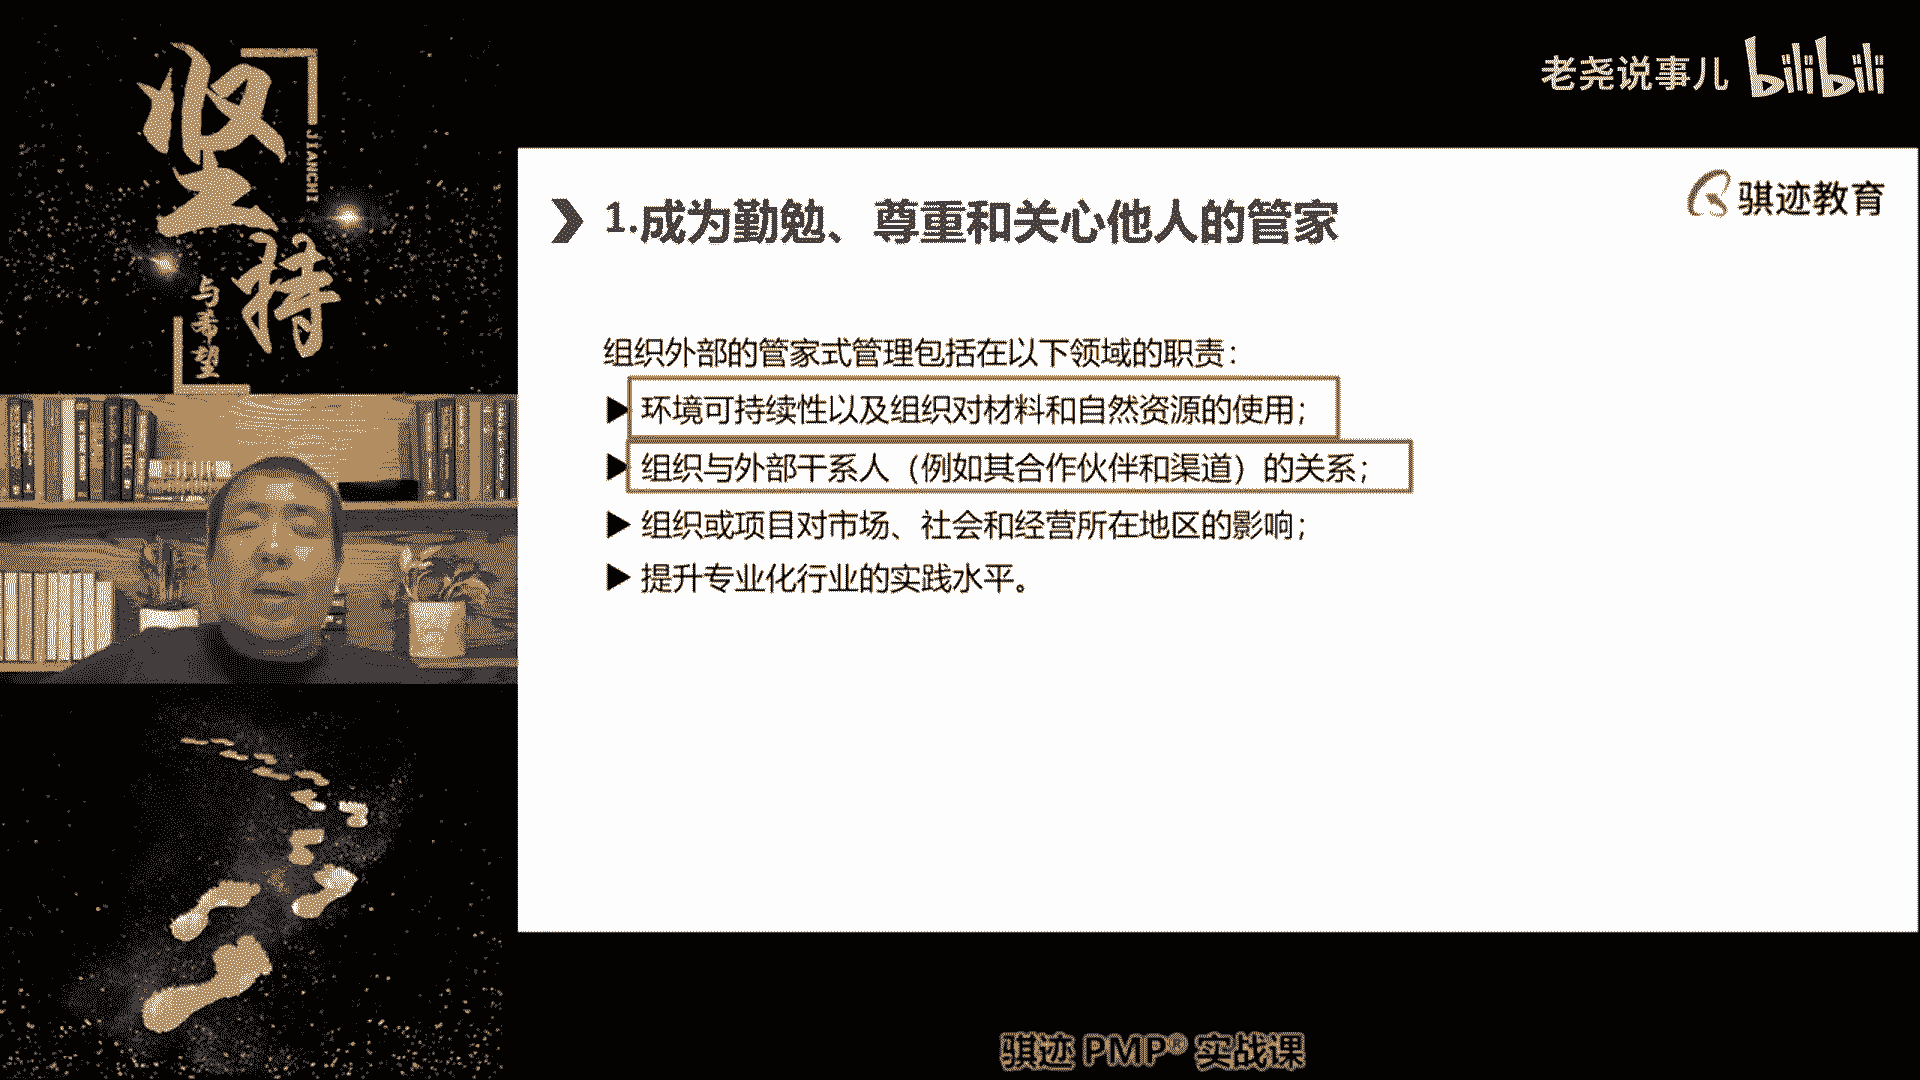 坚持
JIANCHI
与希望
老尧说事儿 bilibili
骐迹教育
1.成为勤勉、尊重和关心他人的管家
组织外部的管家式管理包括在以下领域的职责：
▶ 环境可持续性以及组织对材料和自然资源的使用；
▶ 组织与外部干系人（例如其合作伙伴和渠道）的关系；
▶ 组织或项目对市场、社会和经营所在地区的影响；
▶ 提升专业化行业的实践水平。
骐迹 PMP® 实战课